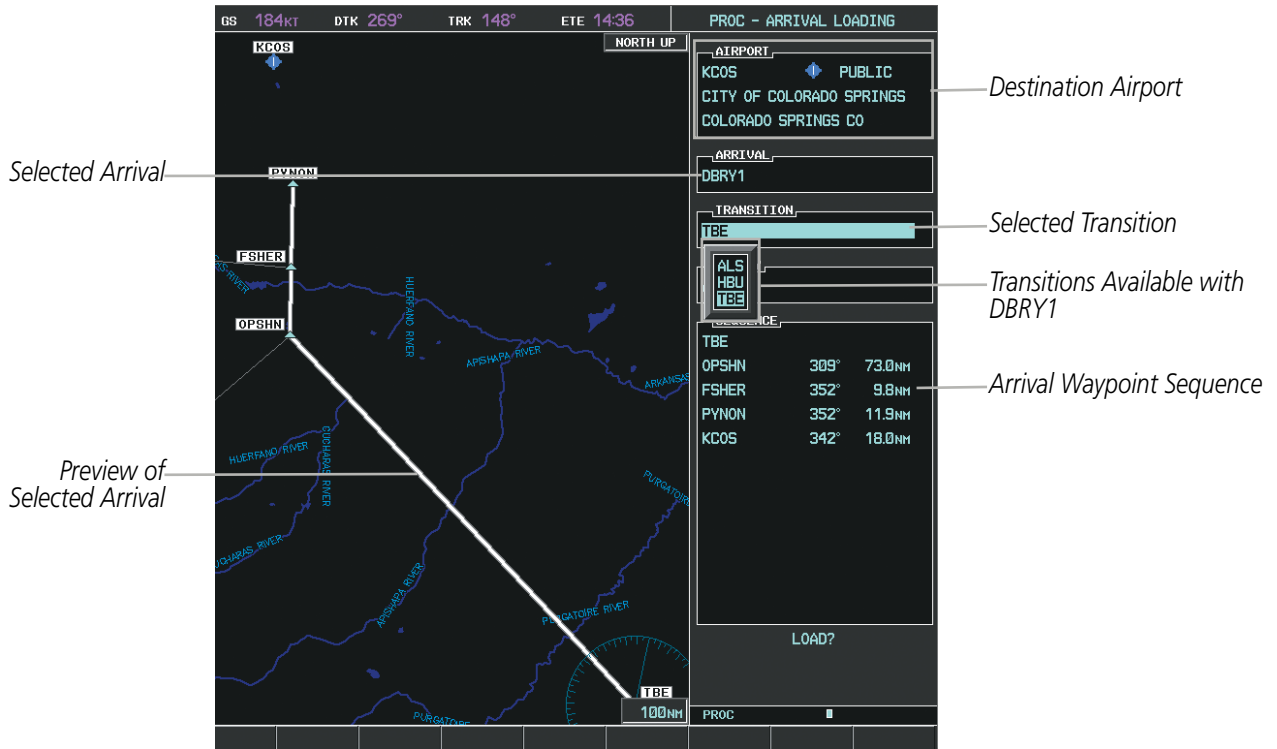 GS 184KT DTK 269° TRK 148° ETE 14:36 PROC - ARRIVAL LOADING
NORTH UP
KCOS
PYNON
FSHER
OPSHN
HUERFANO RIVER
APISHAPA RIVER
ARKANSAS
HUERFANO RIVER
CUCHARAS RIVER
PURGATOIRE
CUCHARAS RIVER
APISHAPA RIVER
PURGATOIRE RIVER
PURGATOIRE
TBE
100NM
AIRPORT
KCOS PUBLIC
CITY OF COLORADO SPRINGS
COLORADO SPRINGS CO
ARRIVAL
DBRY1
TRANSITION
TBE
ALS
HBU
TBE
SEQUENCE
TBE
OPSHN 309° 73.0NM
FSHER 352° 9.8NM
PYNON 352° 11.9NM
KCOS 342° 18.0NM
LOAD?
PROC
Destination Airport
Selected Arrival
Selected Transition
Transitions Available with
DBRY1
Arrival Waypoint Sequence
Preview of
Selected Arrival